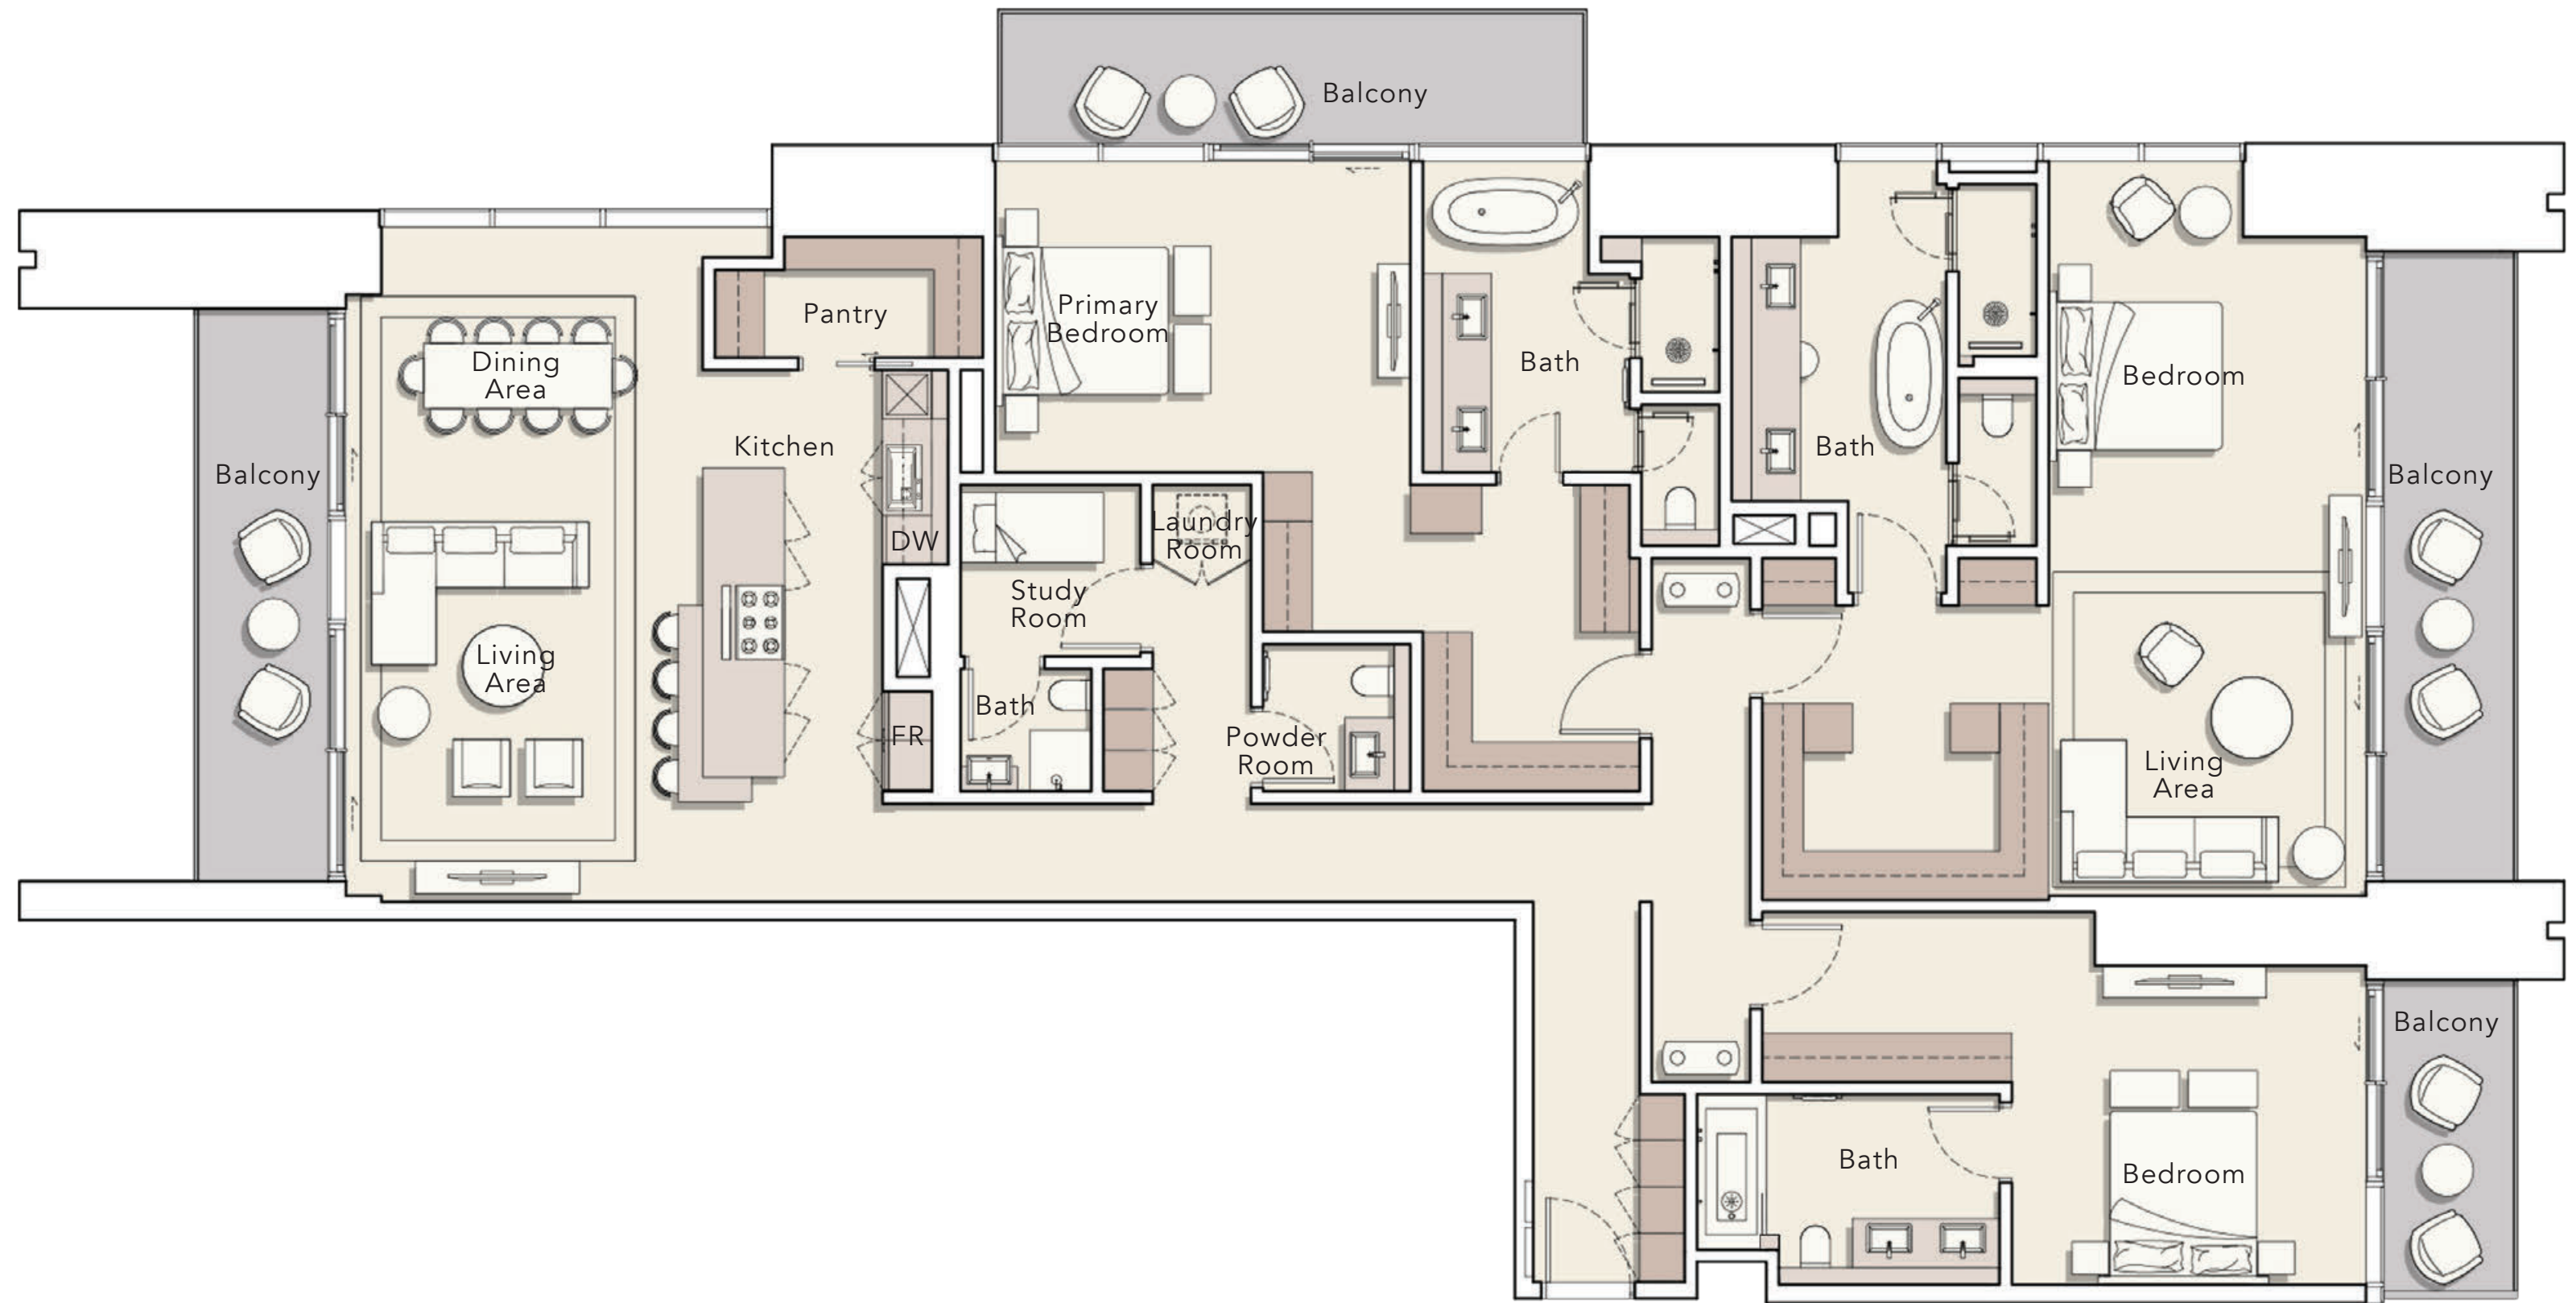 Balcony
Pantry
Primary
Bedroom
Dining
Area
Bath
Bedroom
Kitchen
Bath
Balcony
Balcony
DW
Laundry
Room
Study
Room
Living
Area
Bath
FR
Powder
Room
Living
Area
Balcony
Bath
Bedroom